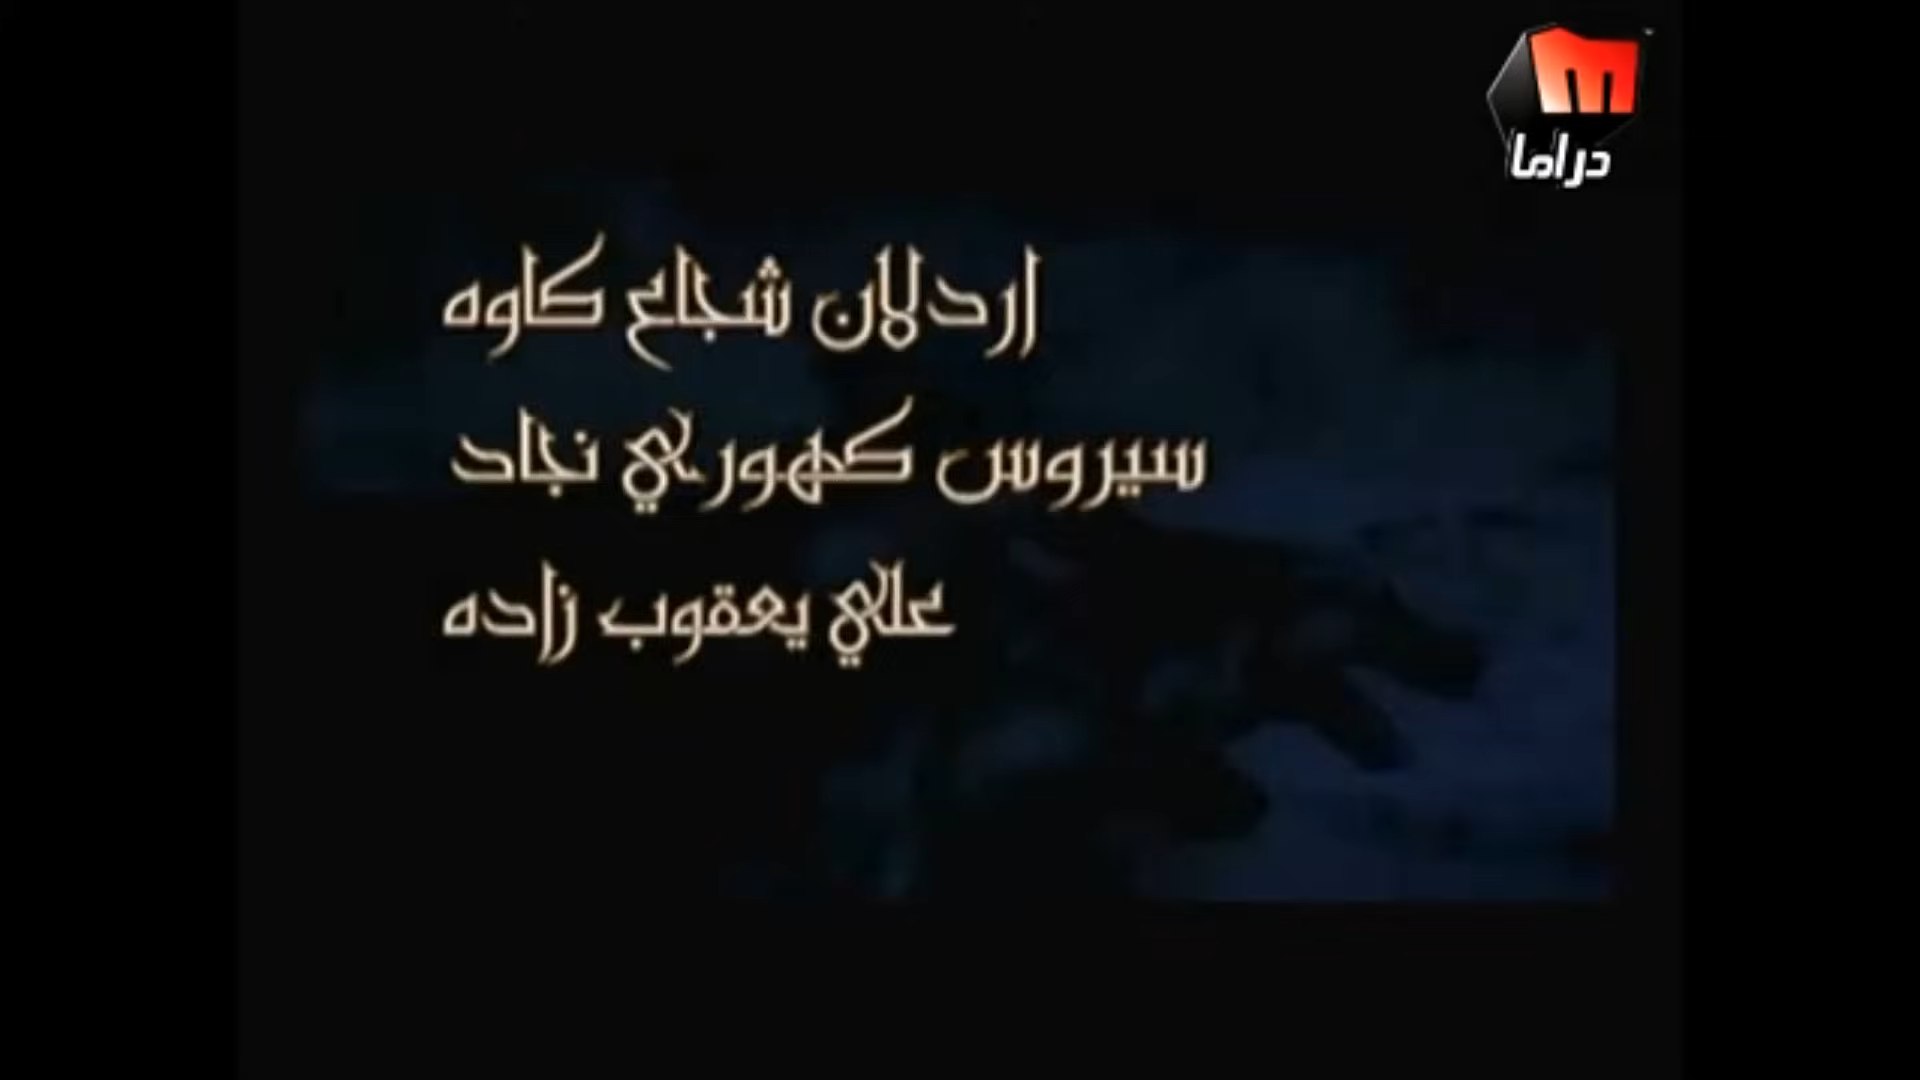 دراما
اردلان شجاع كاوه
سيروس كهوري نجاد
علي يعقوب زاده